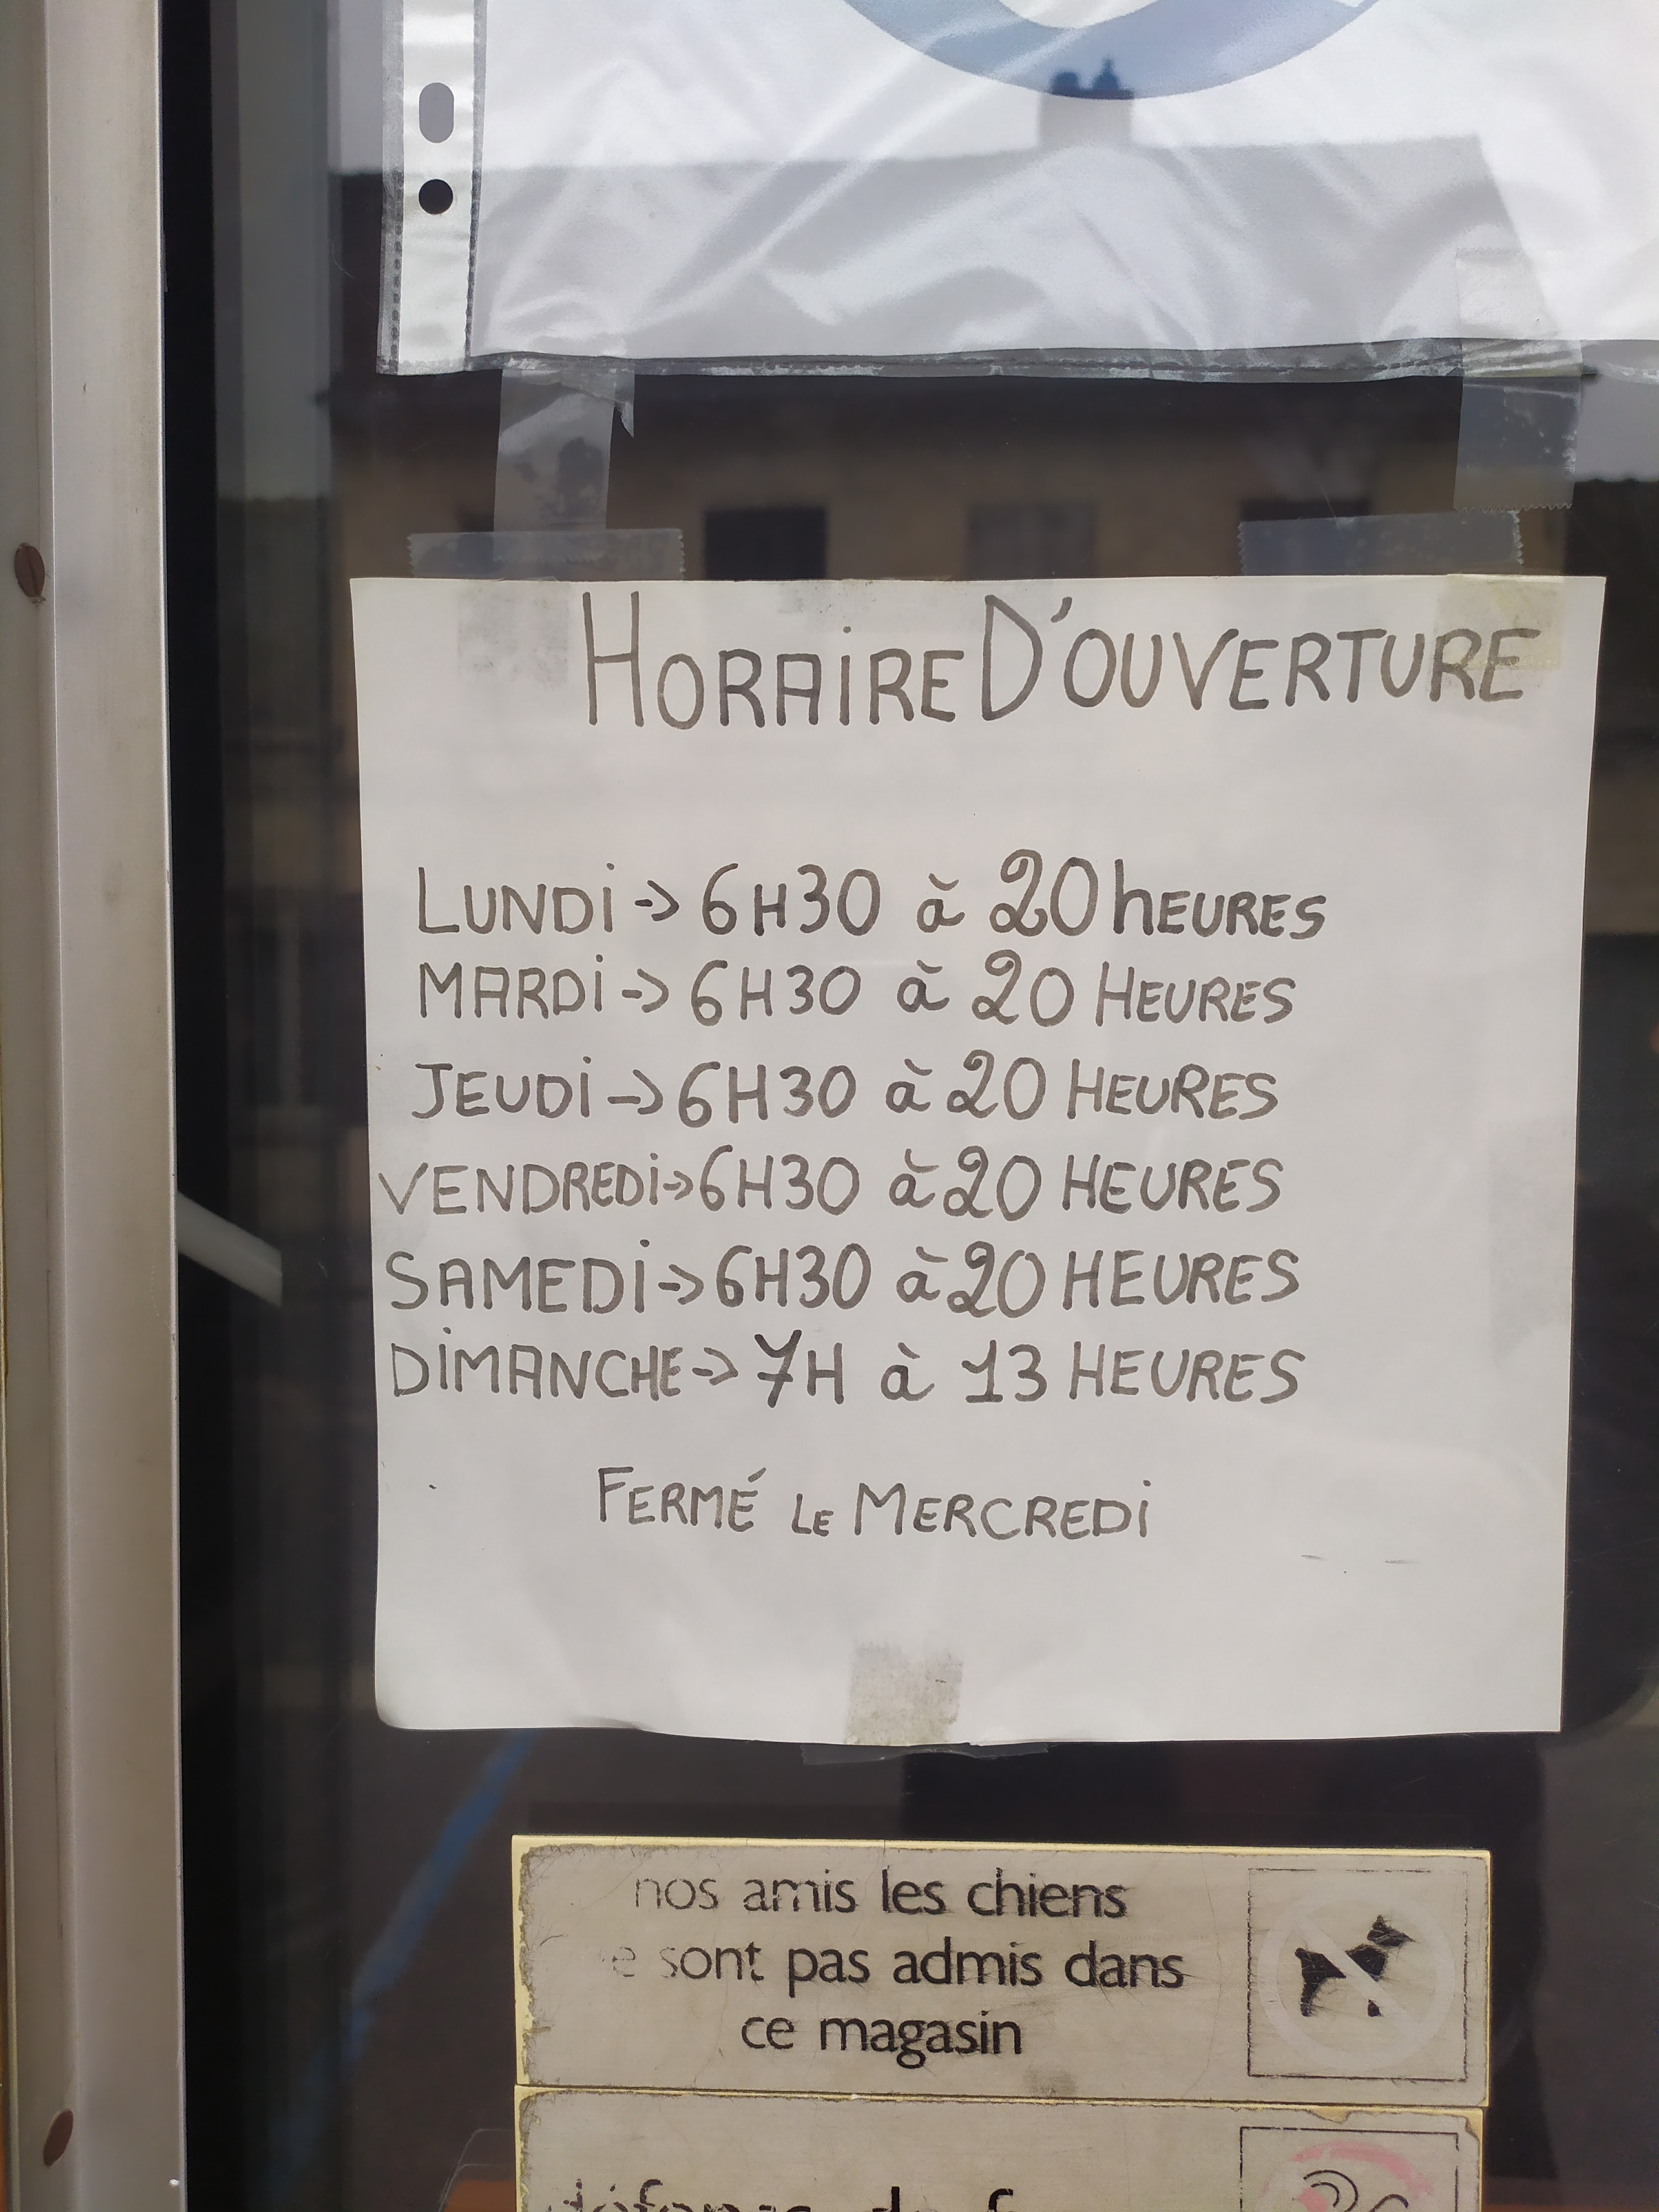 HORAIRE D'OUVERTURE
LUNDI -> 6H30 à 20 hEURES
MARDI -> 6H30 à 20 HEURES
JEUDI -> 6H30 à 20 HEURES
VENDREDI -> 6H30 à 20 HEURES
SAMEDI -> 6H30 à 20 HEURES
DIMANCHE -> 7H à 13 HEURES
FERMÉ LE MERCREDI
nos amis les chiens
sont pas admis dans
ce magasin